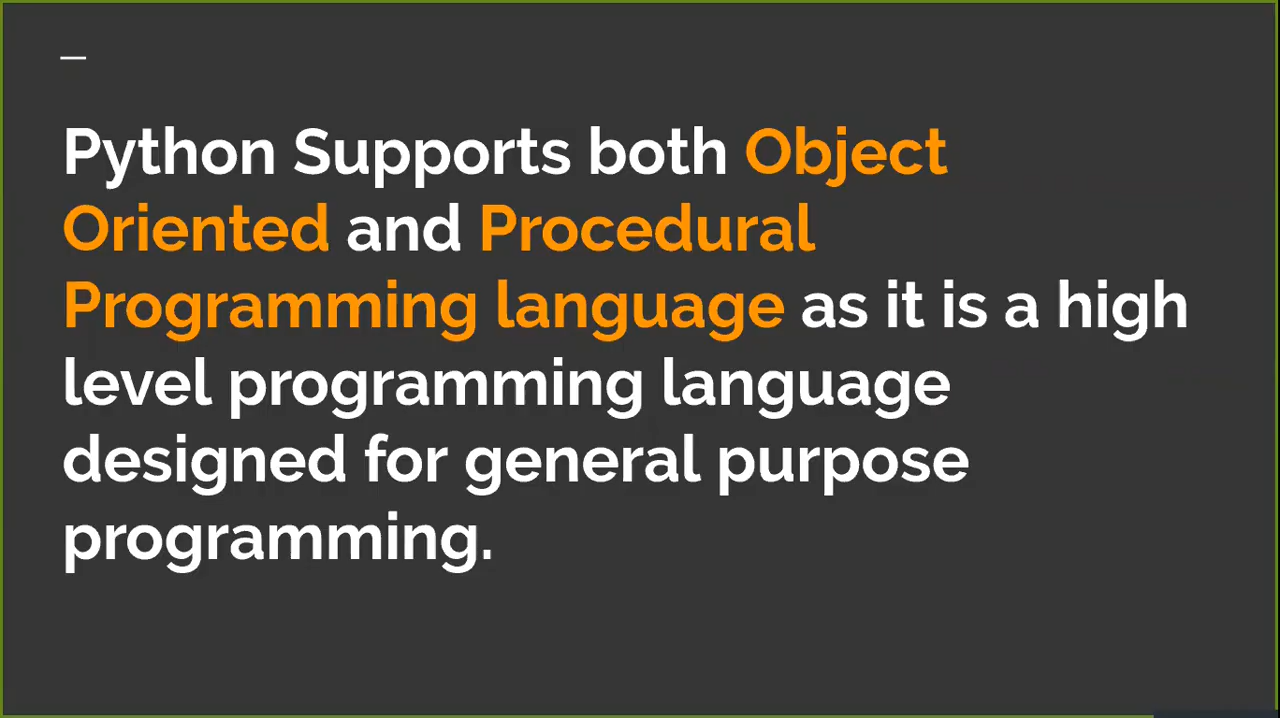 Python Supports both Object
Oriented and Procedural
Programming language as it is a high
level programming language
designed for general purpose
programming.